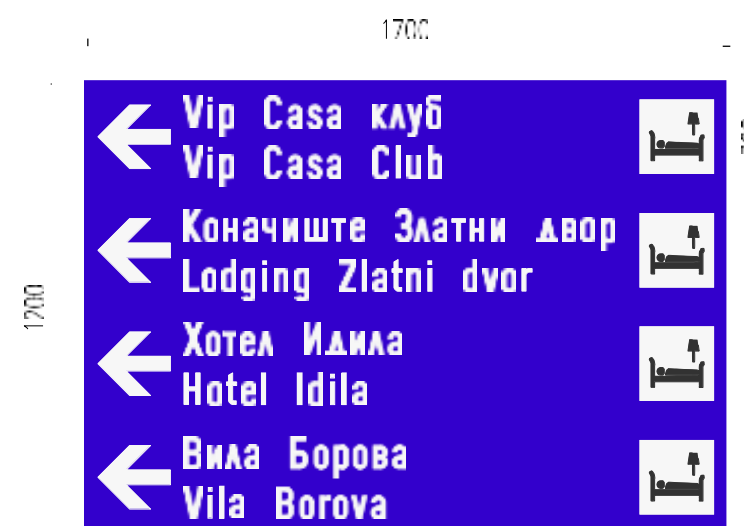 1700
Vip Casa клуб
Vip Casa Club
Коначиште Златни двор
Lodging Zlatni dvor
1200
Хотел Идила
Hotel Idila
Вила Борова
Vila Borova